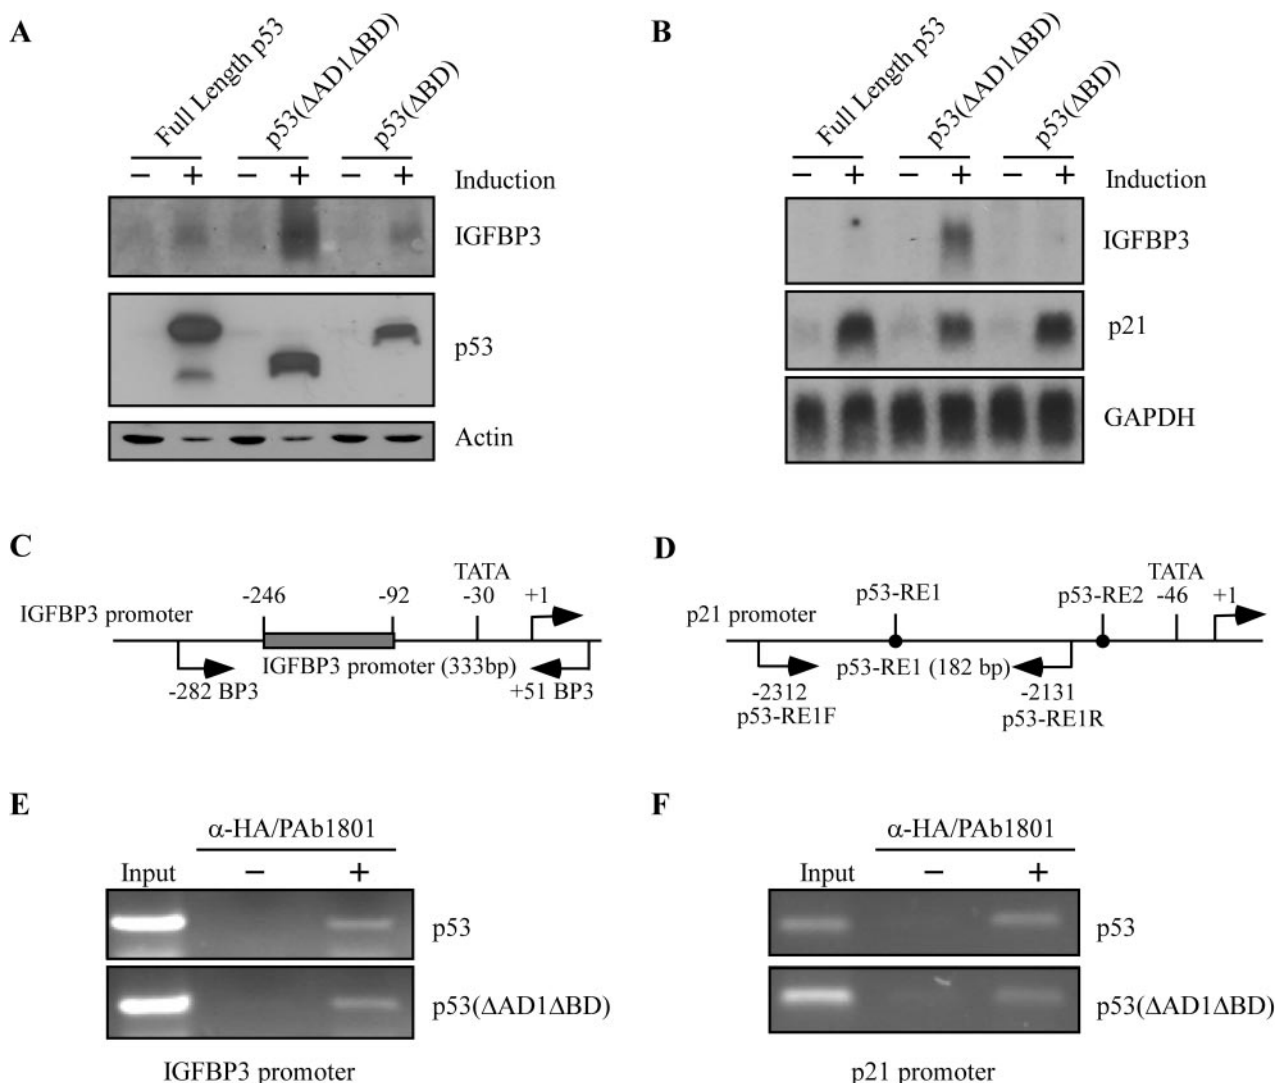 A
Full Length p53
p53(ΔAD1ΔBD)
p53(ΔBD)
− + − + − + Induction
IGFBP3
p53
Actin
B
Full Length p53
p53(ΔAD1ΔBD)
p53(ΔBD)
− + − + − + Induction
IGFBP3
p21
GAPDH
C
TATA
-246 -92 -30 +1
IGFBP3 promoter
IGFBP3 promoter (333bp)
-282 BP3 +51 BP3
D
TATA
p53-RE1 p53-RE2 -46 +1
p21 promoter
p53-RE1 (182 bp)
-2312 -2131
p53-RE1F p53-RE1R
E
α-HA/PAb1801
Input − +
p53
p53(ΔAD1ΔBD)
IGFBP3 promoter
F
α-HA/PAb1801
Input − +
p53
p53(ΔAD1ΔBD)
p21 promoter